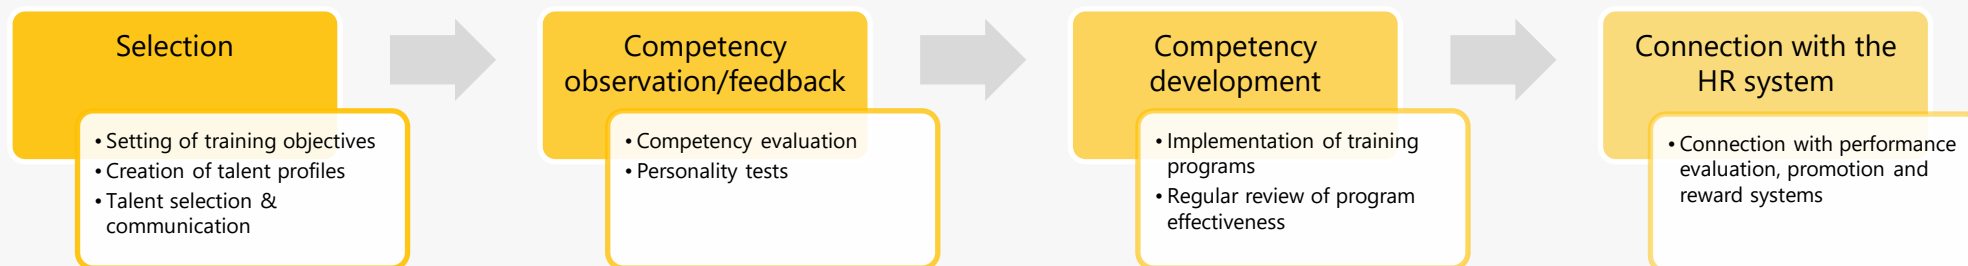 Selection
• Setting of training objectives
• Creation of talent profiles
• Talent selection &
communication
Competency
observation/feedback
• Competency evaluation
• Personality tests
Competency
development
• Implementation of training
programs
• Regular review of program
effectiveness
Connection with the
HR system
• Connection with performance
evaluation, promotion and
reward systems